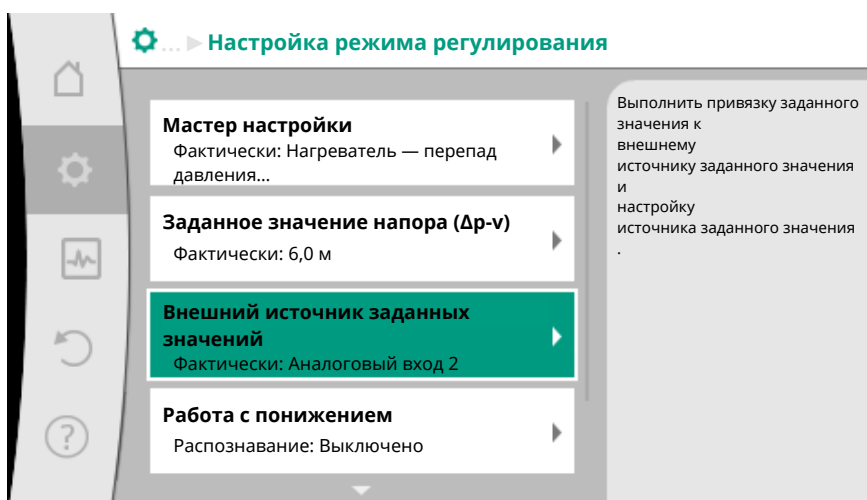 ... Настройка режима регулирования
Мастер настройки
Фактически: Нагреватель — перепад
давления...
Заданное значение напора (Δp-v)
Фактически: 6,0 м
Внешний источник заданных
значений
Фактически: Аналоговый вход 2
Работа с понижением
Распознавание: Выключено
?
Выполнить привязку заданного
значения к
внешнему
источнику заданного значения
и
настройку
источника заданного значения
.